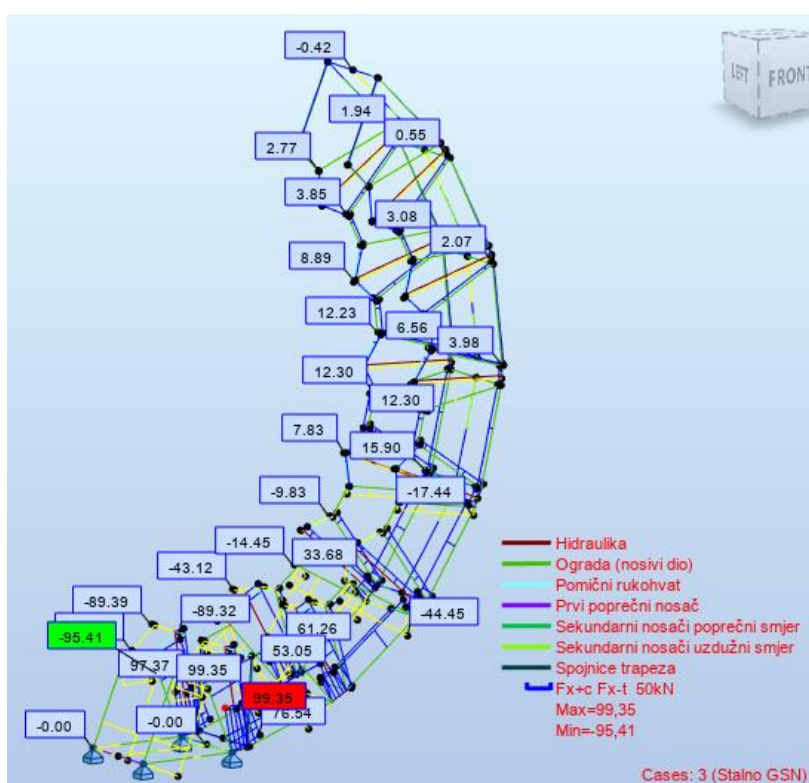 -0.42
LEFT
FRONT
1.94
0.55
2.77
3.85
3.08
2.07
8.89
12.23
6.56
3.98
12.30
12.30
7.83
15.90
-17.44
-9.83
-14.45
33.68
-43.12
-89.39
-89.32
-44.45
61.26
-95.41
53.05
97.37
99.35
99.35
76.54
-0.00
-0.00
Hidraulika
Ograda (nosivi dio)
Pomični rukohvat
Prvi poprečni nosač
Sekundarni nosači poprečni smjer
Sekundarni nosači uzdužni smjer
Spojnice trapeza
Fx+c Fx-t 50kN
Max=99,35
Min=-95,41
Cases: 3 (Stalno GSN)